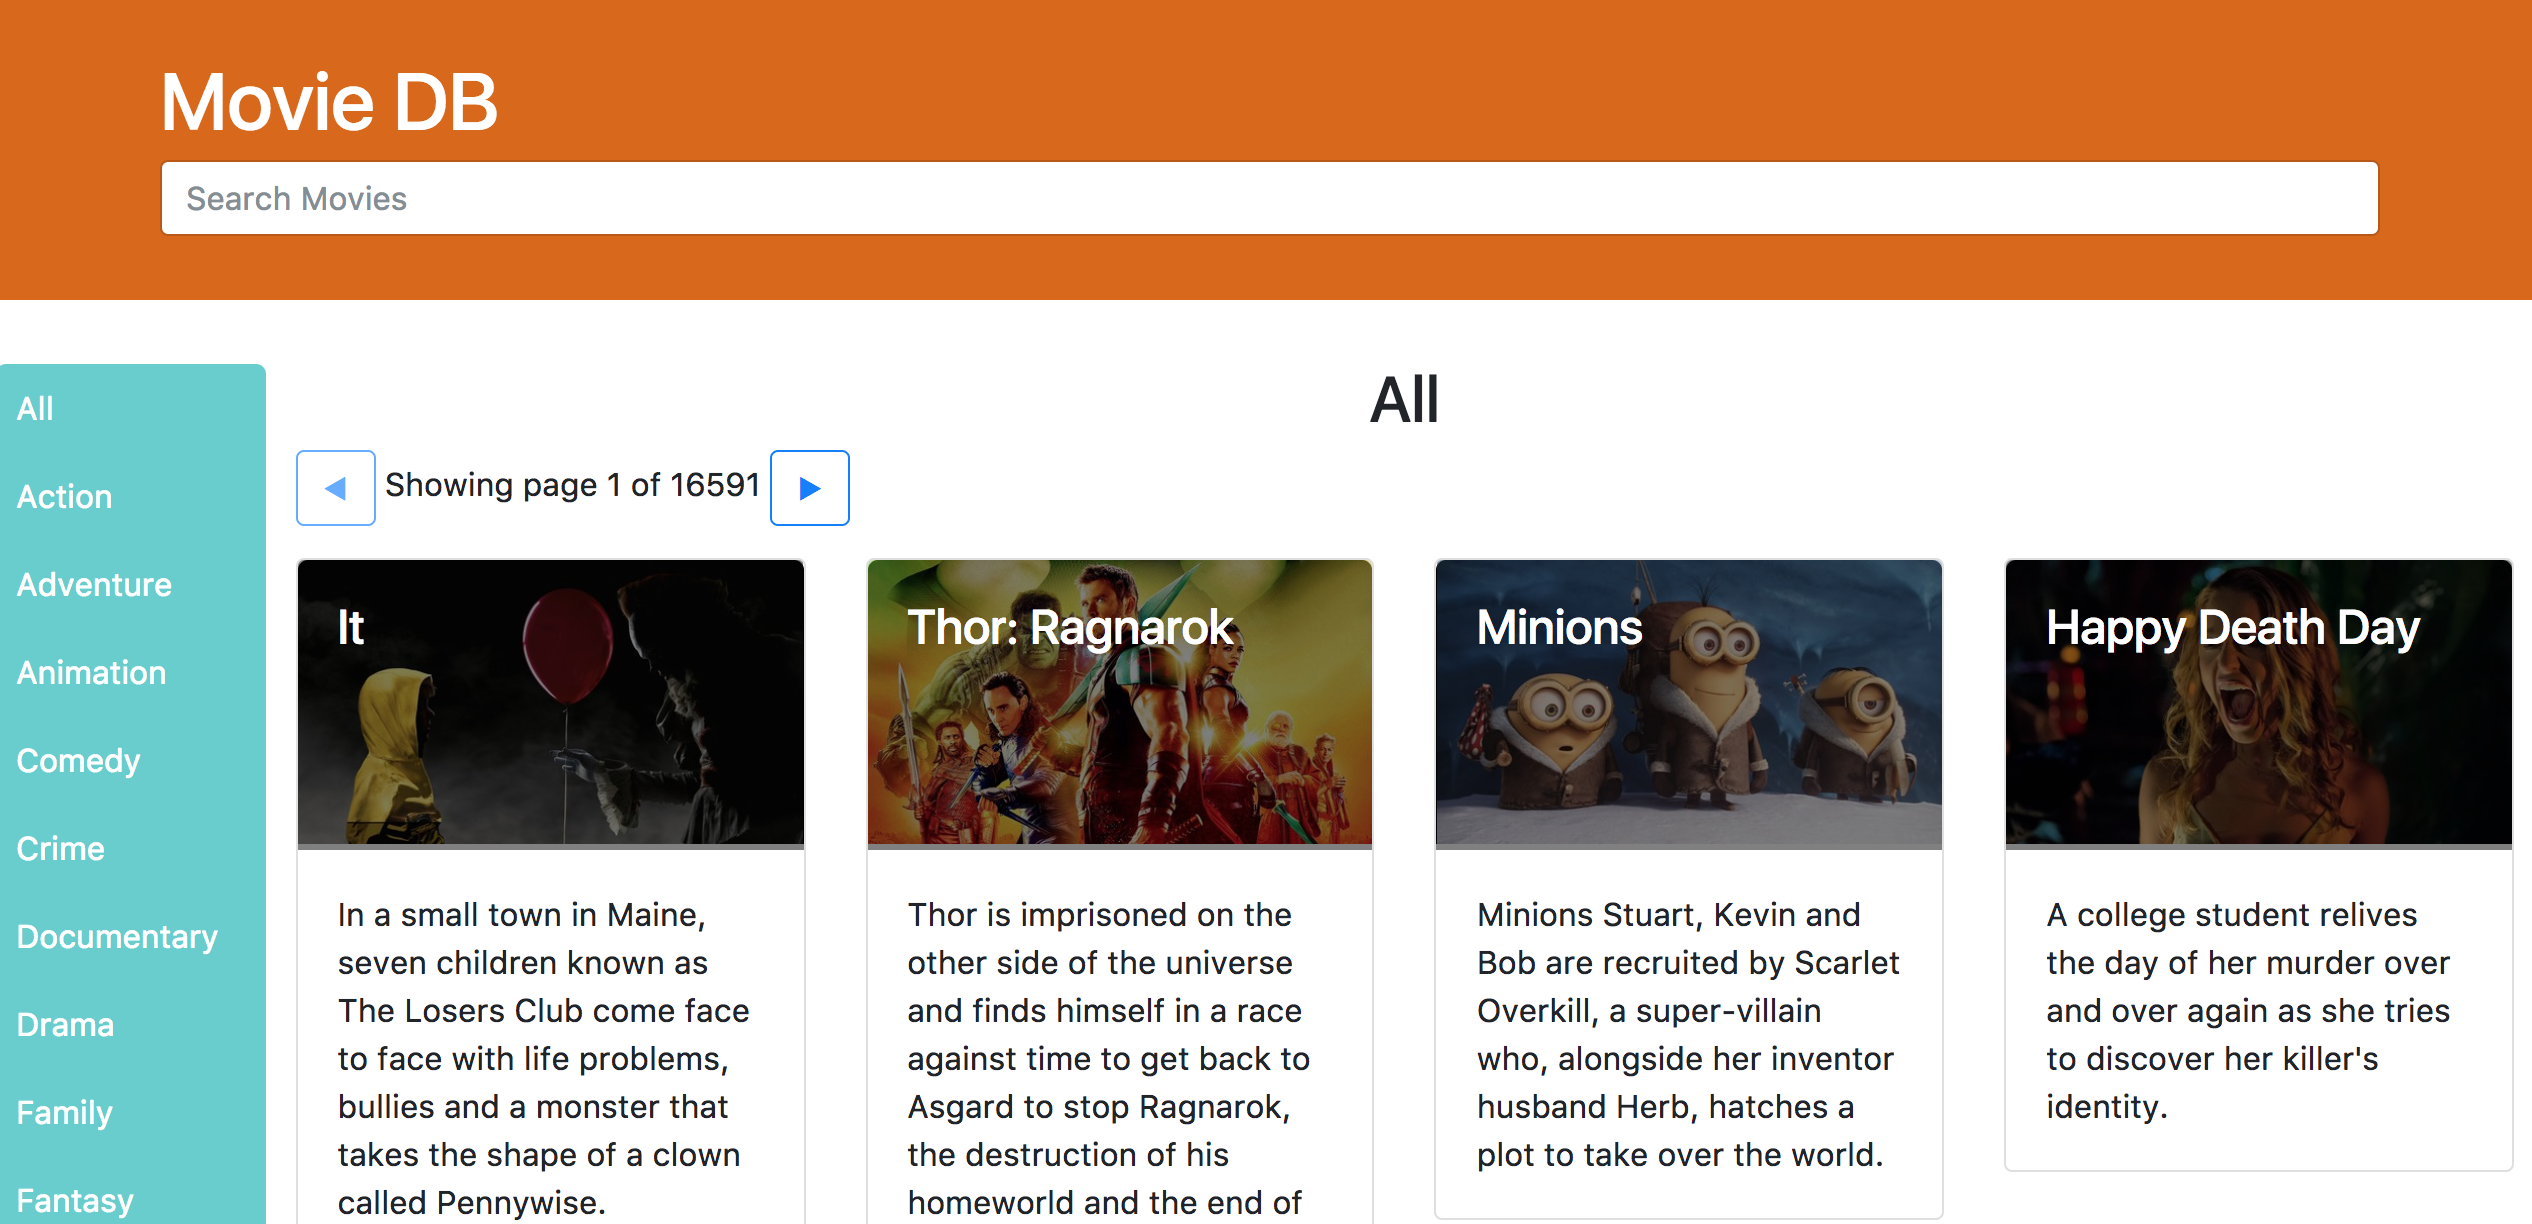 Movie DB
Search Movies
All
Action
Adventure
Animation
Comedy
Crime
Documentary
Drama
Family
Fantasy
All
◀ Showing page 1 of 16591 ▶
It
In a small town in Maine,
seven children known as
The Losers Club come face
to face with life problems,
bullies and a monster that
takes the shape of a clown
called Pennywise.
Thor: Ragnarok
Thor is imprisoned on the
other side of the universe
and finds himself in a race
against time to get back to
Asgard to stop Ragnarok,
the destruction of his
homeworld and the end of
Minions
Minions Stuart, Kevin and
Bob are recruited by Scarlet
Overkill, a super-villain
who, alongside her inventor
husband Herb, hatches a
plot to take over the world.
Happy Death Day
A college student relives
the day of her murder over
and over again as she tries
to discover her killer's
identity.